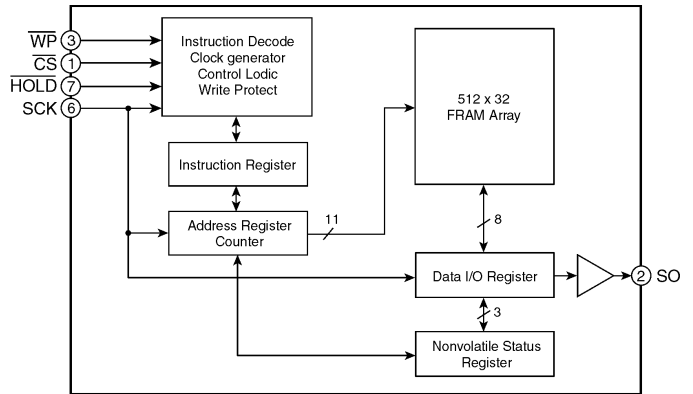 WP 3
CS 1
HOLD 7
SCK 6
Instruction Decode
Clock generator
Control Lodic
Write Protect
512 x 32
FRAM Array
Instruction Register
Address Register
Counter
11
8
Data I/O Register
2 SO
3
Nonvolatile Status
Register